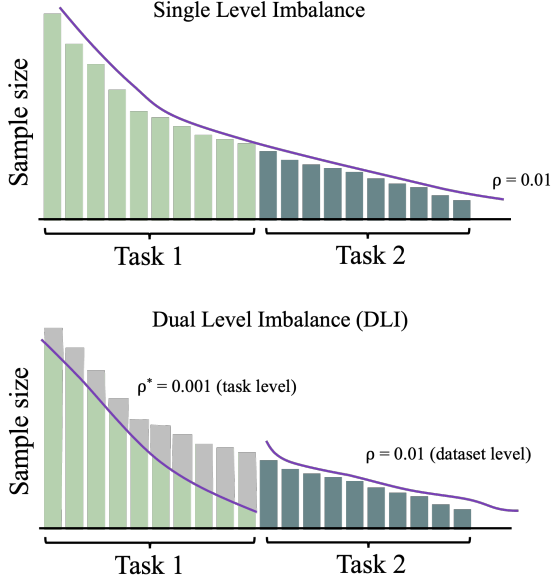 Single Level Imbalance
Sample size
ρ = 0.01
Task 1
Task 2
Dual Level Imbalance (DLI)
Sample size
ρ* = 0.001 (task level)
ρ = 0.01 (dataset level)
Task 1
Task 2